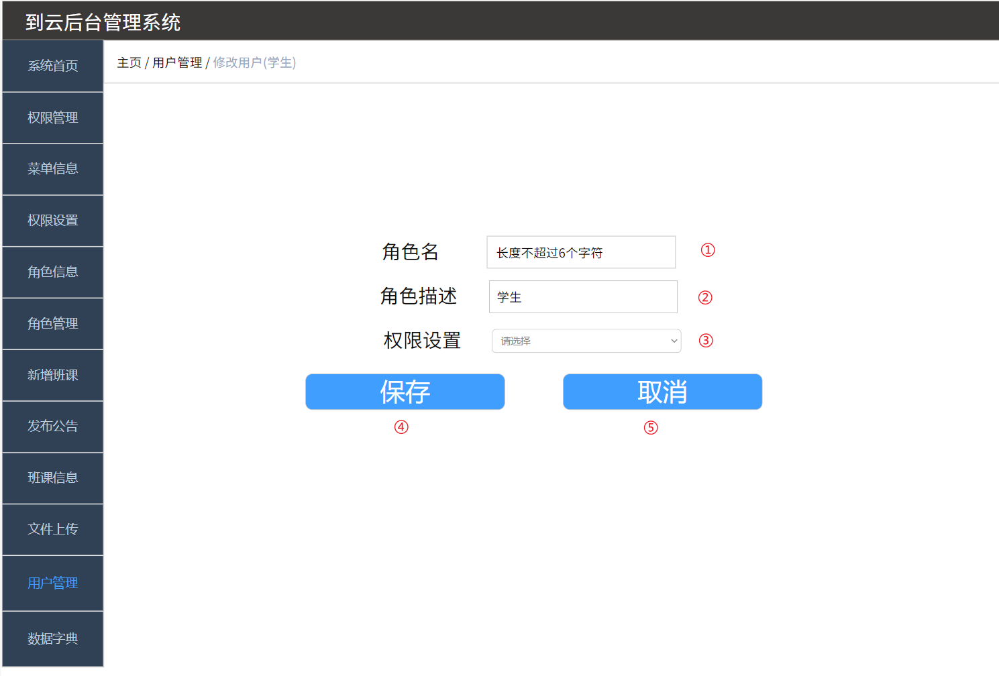 到云后台管理系统
系统首页
权限管理
菜单信息
权限设置
角色信息
角色管理
新增班课
发布公告
班课信息
文件上传
用户管理
数据字典
主页 / 用户管理 / 修改用户(学生)
角色名 长度不超过6个字符 ①
角色描述 学生 ②
权限设置 请选择 ③
保存 取消
④ ⑤